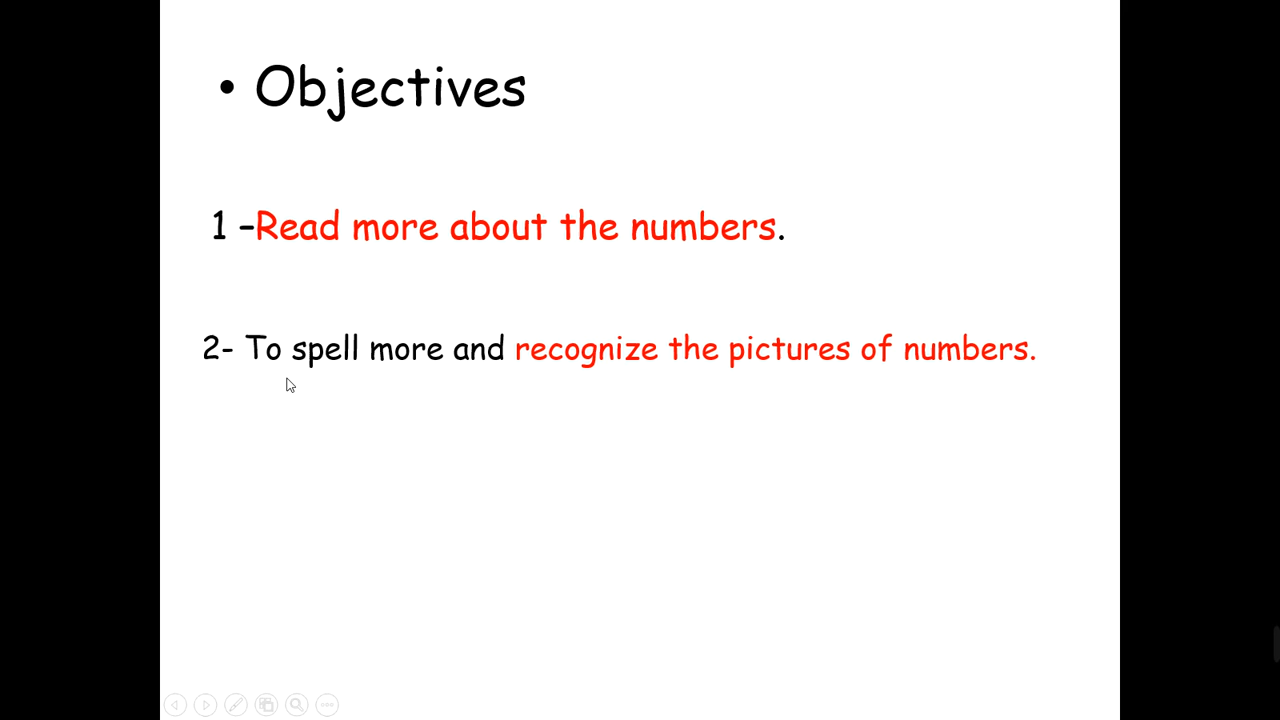 • Objectives
1 –Read more about the numbers.
2- To spell more and recognize the pictures of numbers.